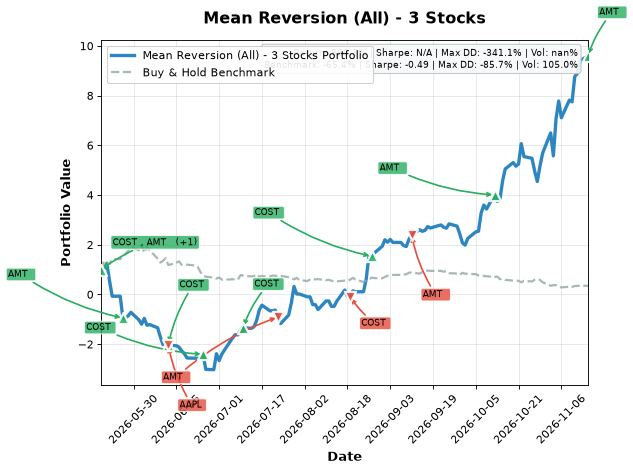 Mean Reversion (All) - 3 Stocks
AMT
Mean Reversion (All) - 3 Stocks Portfolio
Buy & Hold Benchmark
Sharpe: N/A | Max DD: -341.1% | Vol: nan%
Benchmark: -65.4% | Sharpe: -0.49 | Max DD: -85.7% | Vol: 105.0%
10
8
6
4
2
0
−2
Portfolio Value
AMT
COST
COST, AMT (+1)
AMT
COST
COST
COST
AMT
COST
AMT
AAPL
2026-05-30
2026-07-01
2026-07-17
2026-08-02
2026-08-18
2026-09-03
2026-09-19
2026-10-05
2026-10-21
2026-11-06
Date